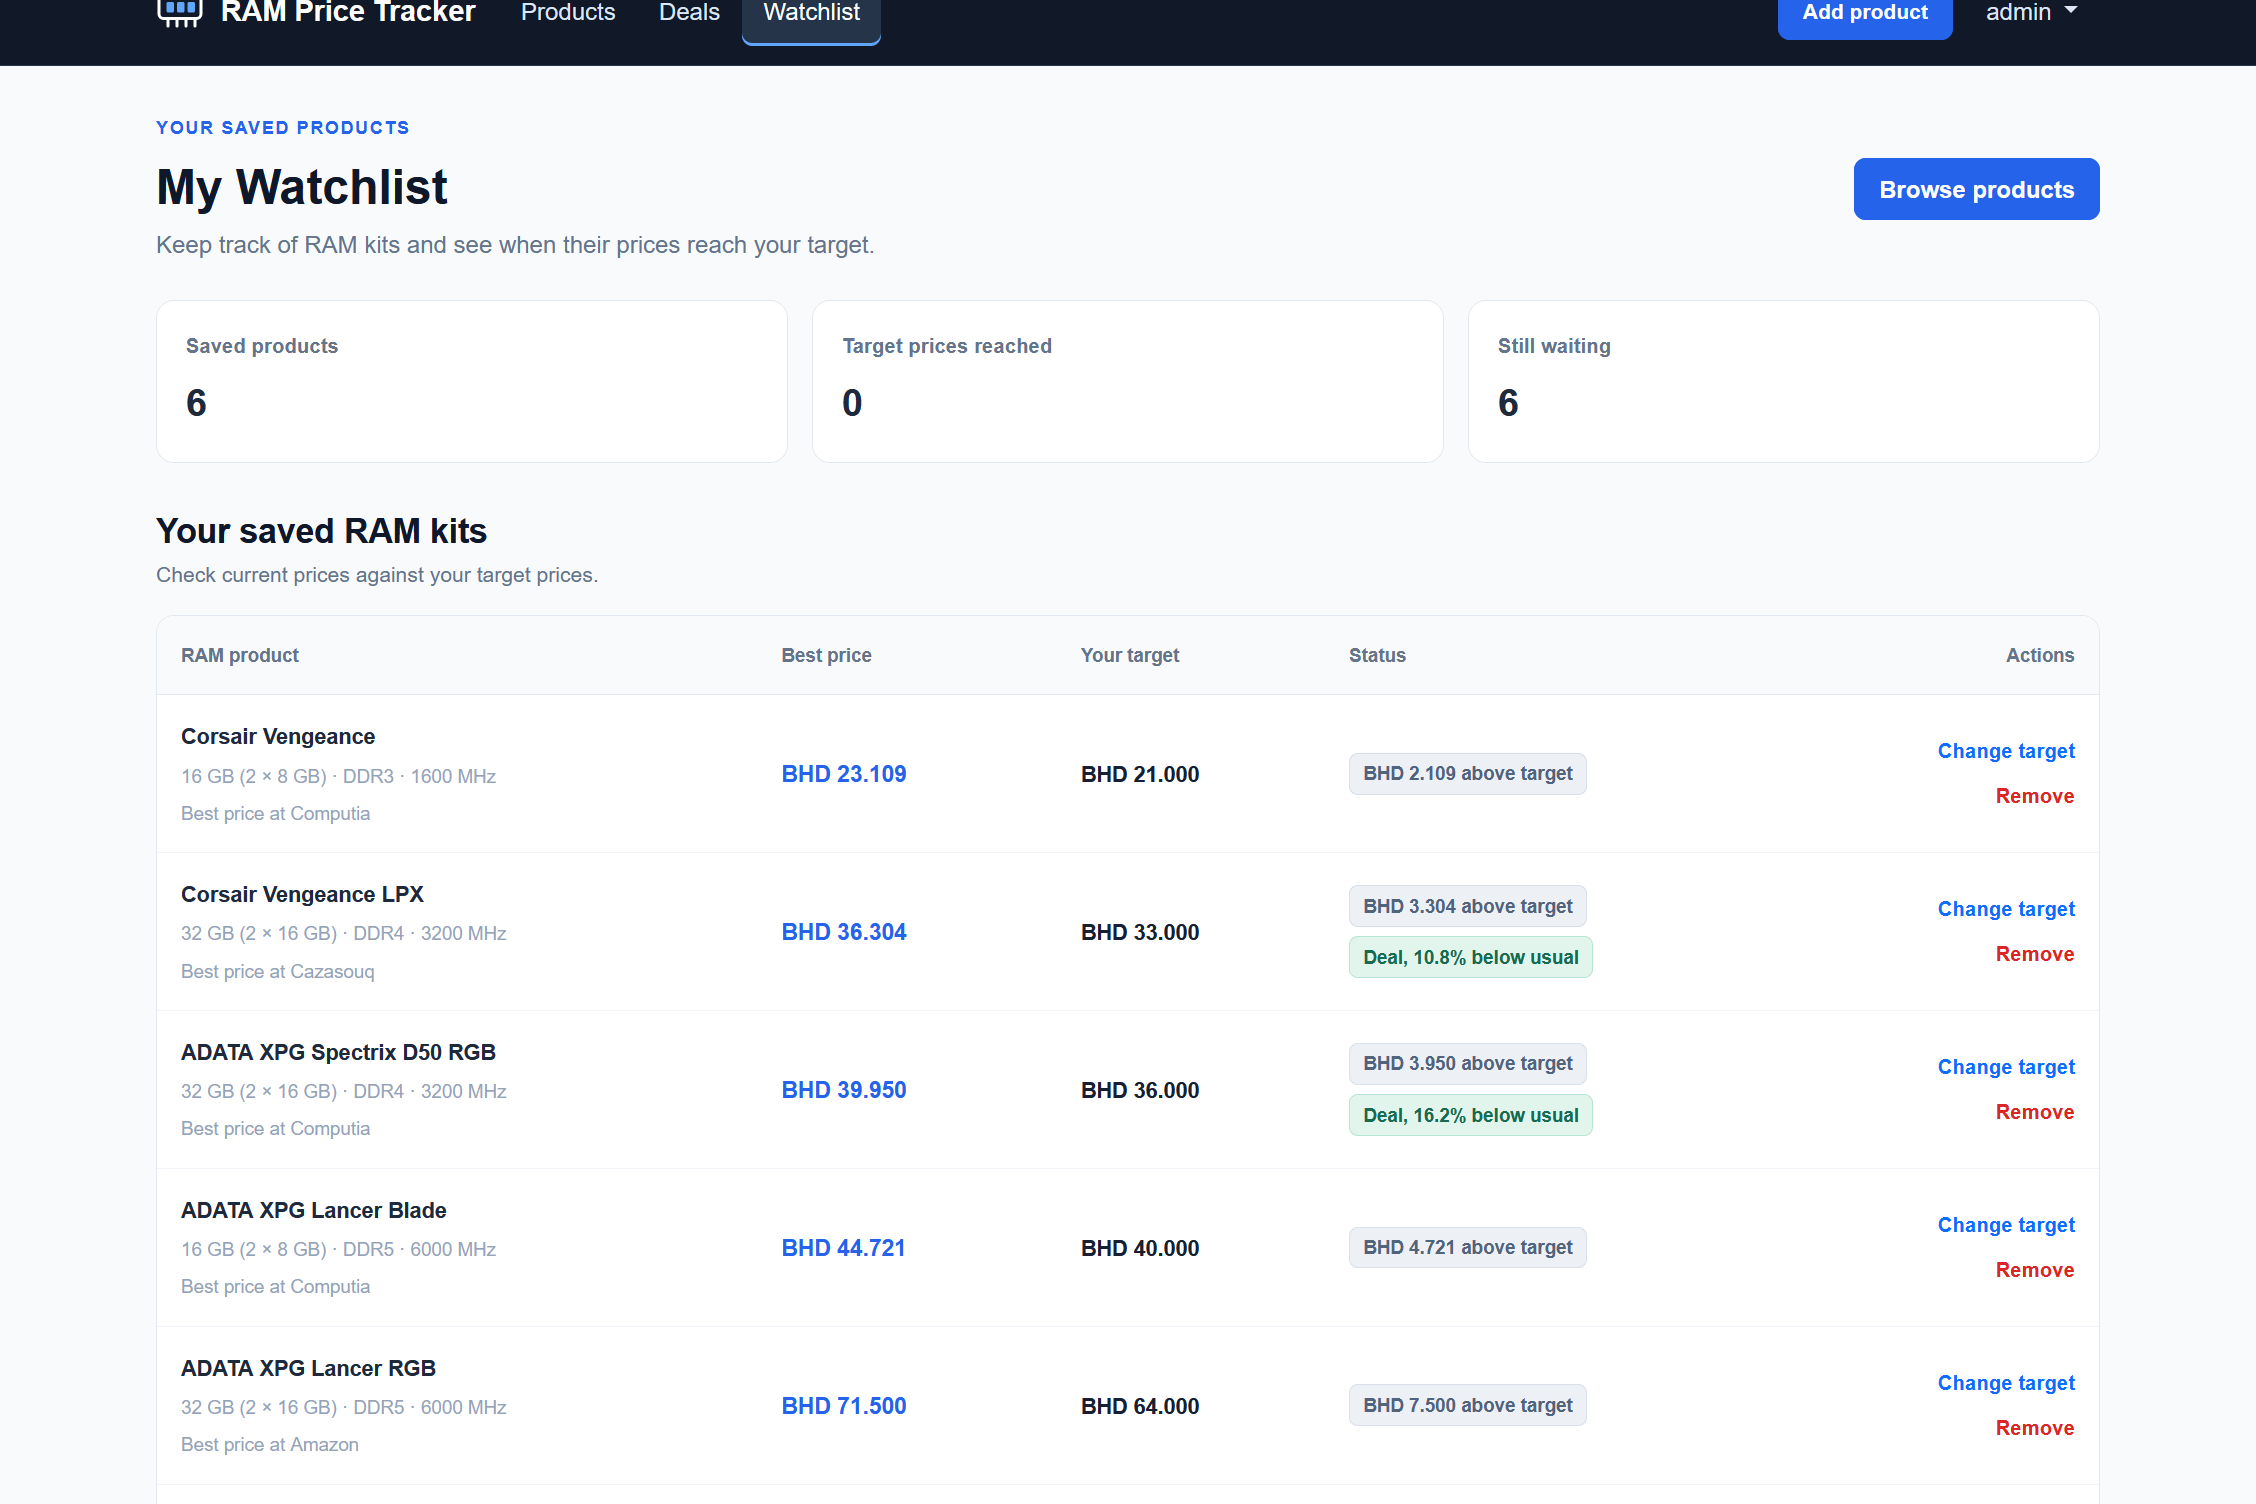 RAM Price Tracker Products Deals Watchlist Add product admin
YOUR SAVED PRODUCTS
My Watchlist
Browse products
Keep track of RAM kits and see when their prices reach your target.
Saved products
6
Target prices reached
0
Still waiting
6
Your saved RAM kits
Check current prices against your target prices.
RAM product Best price Your target Status Actions
Corsair Vengeance
16 GB (2 × 8 GB) · DDR3 · 1600 MHz
Best price at Computia
BHD 23.109
BHD 21.000
BHD 2.109 above target
Change target
Remove
Corsair Vengeance LPX
32 GB (2 × 16 GB) · DDR4 · 3200 MHz
Best price at Cazasouq
BHD 36.304
BHD 33.000
BHD 3.304 above target
Deal, 10.8% below usual
Change target
Remove
ADATA XPG Spectrix D50 RGB
32 GB (2 × 16 GB) · DDR4 · 3200 MHz
Best price at Computia
BHD 39.950
BHD 36.000
BHD 3.950 above target
Deal, 16.2% below usual
Change target
Remove
ADATA XPG Lancer Blade
16 GB (2 × 8 GB) · DDR5 · 6000 MHz
Best price at Computia
BHD 44.721
BHD 40.000
BHD 4.721 above target
Change target
Remove
ADATA XPG Lancer RGB
32 GB (2 × 16 GB) · DDR5 · 6000 MHz
Best price at Amazon
BHD 71.500
BHD 64.000
BHD 7.500 above target
Change target
Remove